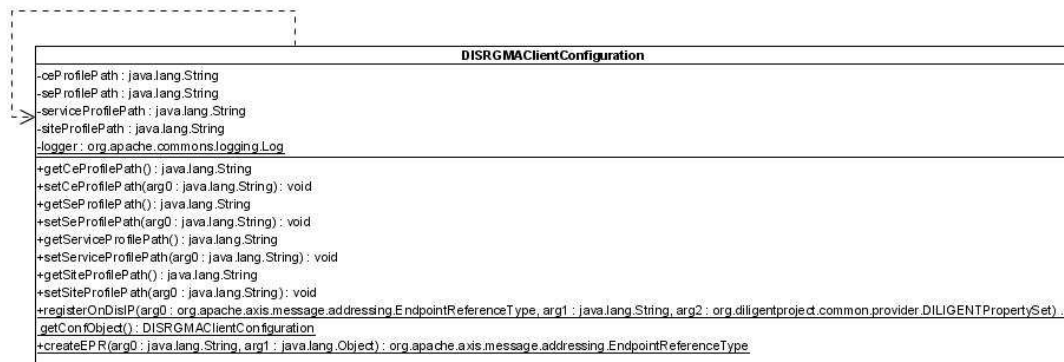 DISRGMAClientConfiguration
-ceProfilePath : java.lang.String
-seProfilePath : java.lang.String
-serviceProfilePath : java.lang.String
-siteProfilePath : java.lang.String
-logger : org.apache.commons.logging.Log
+getCeProfilePath() : java.lang.String
+setCeProfilePath(arg0 : java.lang.String) : void
+getSeProfilePath() : java.lang.String
+setSeProfilePath(arg0 : java.lang.String) : void
+getServiceProfilePath() : java.lang.String
+setServiceProfilePath(arg0 : java.lang.String) : void
+getSiteProfilePath() : java.lang.String
+setSiteProfilePath(arg0 : java.lang.String) : void
+registerOnDisIP(arg0 : org.apache.axis.message.addressing.EndpointReferenceType, arg1 : java.lang.String, arg2 : org.diligentproject.common.provider.DILIGENTPropertySet) :
getConfObject() : DISRGMAClientConfiguration
+createEPR(arg0 : java.lang.String, arg1 : java.lang.Object) : org.apache.axis.message.addressing.EndpointReferenceType